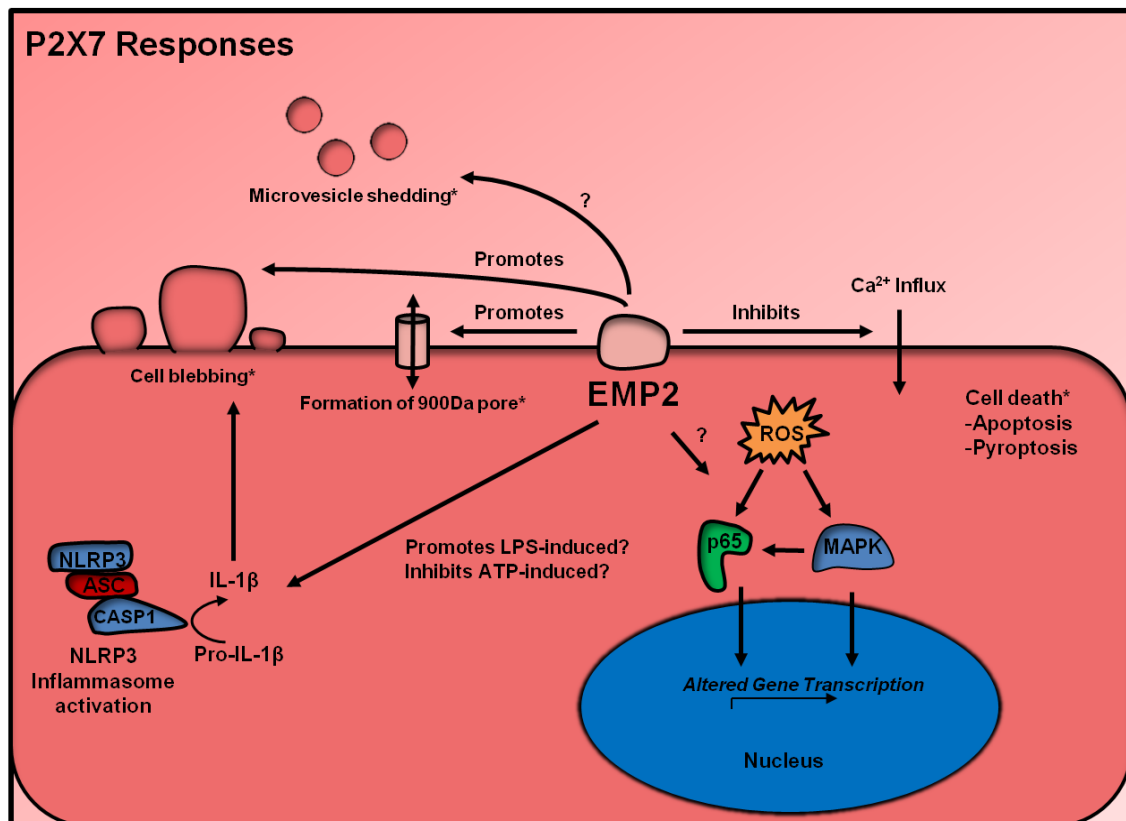 P2X7 Responses
Microvesicle shedding*
?
Promotes
Promotes
Inhibits
Ca²⁺ Influx
Cell blebbing*
Formation of 900Da pore*
EMP2
?
ROS
Cell death*
-Apoptosis
-Pyroptosis
p65
MAPK
Promotes LPS-induced?
Inhibits ATP-induced?
NLRP3
ASC
CASP1
IL-1β
Pro-IL-1β
NLRP3
Inflammasome
activation
Altered Gene Transcription
Nucleus